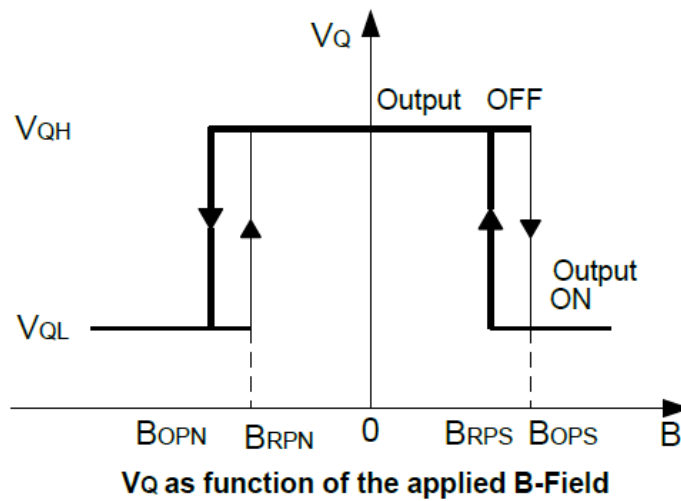 VQ
Output OFF
VQH
Output
ON
VQL
BOPN BRPN 0 BRPS BOPS B
VQ as function of the applied B-Field